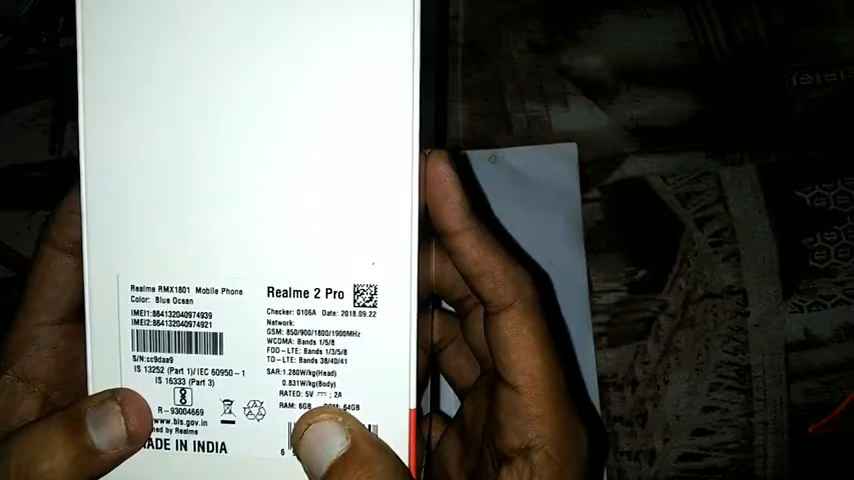 Realme RMX1801 Mobile Phone
Color: Blue Ocean
IMEI1:864132040974939
IMEI2:864132040974921
S/N:cc9daa9
IS 13252 (Part 1)/IEC 60950-1
IS 16333 (Part 3)
R-93004669
www.bis.gov.in
ned by Realme
MADE IN INDIA
Realme 2 Pro
Checker: 0106A Date: 2018.09.22
Network:
GSM: 850/900/1800/1900MHz
WCDMA: Bands 1/5/8
FDD-LTE: Bands 1/3/5/8
TD-LTE: Bands 38/40/41
SAR:1.280W/kg(Head)
0.831W/kg(Body)
RATED: 5V ⎓; 2A
RAM: 6GB ROM: 64GB
6